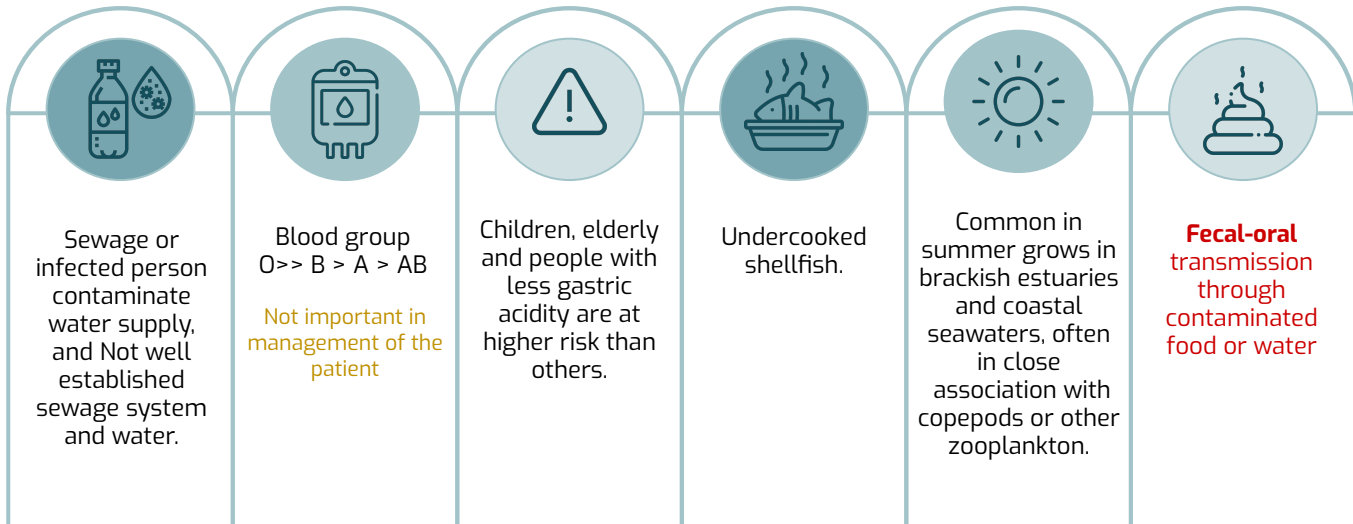 Sewage or
infected person
contaminate
water supply,
and Not well
established
sewage system
and water.
Blood group
O>> B > A > AB
Not important in
management of the
patient
Children, elderly
and people with
less gastric
acidity are at
higher risk than
others.
Undercooked
shellfish.
Common in
summer grows in
brackish estuaries
and coastal
seawaters, often
in close
association with
copepods or other
zooplankton.
Fecal-oral
transmission
through
contaminated
food or water